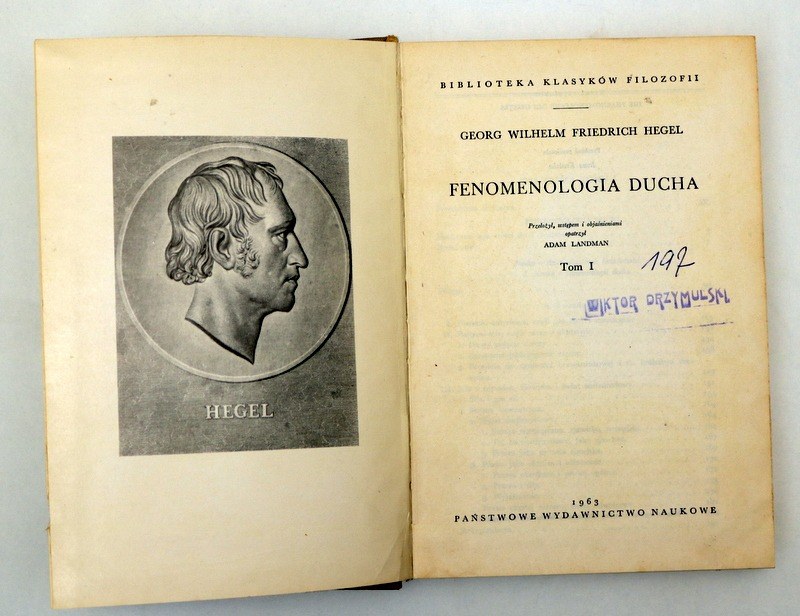 HEGEL
BIBLIOTEKA KLASYKÓW FILOZOFII
GEORG WILHELM FRIEDRICH HEGEL
FENOMENOLOGIA DUCHA
Przełożył, wstępem i objaśnieniami
opatrzył
ADAM LANDMAN
Tom I
197
WIKTOR DRZYMULSKI
1963
PAŃSTWOWE WYDAWNICTWO NAUKOWE